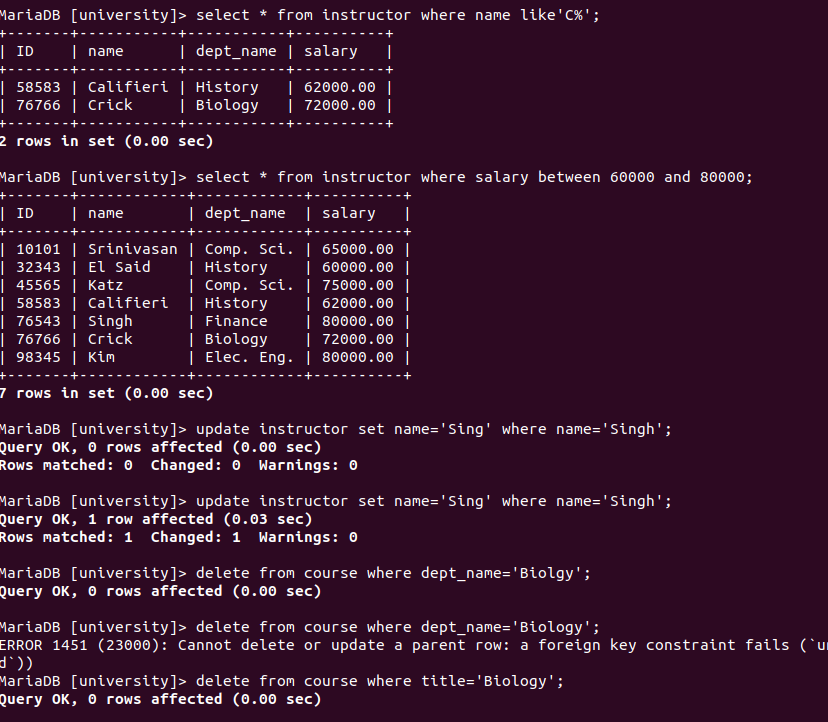 MariaDB [university]> select * from instructor where name like'C%';
+-------+-----------+-----------+----------+
| ID    | name      | dept_name | salary   |
+-------+-----------+-----------+----------+
| 58583 | Califieri | History   | 62000.00 |
| 76766 | Crick     | Biology   | 72000.00 |
+-------+-----------+-----------+----------+
2 rows in set (0.00 sec)
MariaDB [university]> select * from instructor where salary between 60000 and 80000;
+-------+------------+------------+----------+
| ID    | name       | dept_name  | salary   |
+-------+------------+------------+----------+
| 10101 | Srinivasan | Comp. Sci. | 65000.00 |
| 32343 | El Said    | History    | 60000.00 |
| 45565 | Katz       | Comp. Sci. | 75000.00 |
| 58583 | Califieri  | History    | 62000.00 |
| 76543 | Singh      | Finance    | 80000.00 |
| 76766 | Crick      | Biology    | 72000.00 |
| 98345 | Kim        | Elec. Eng. | 80000.00 |
+-------+------------+------------+----------+
7 rows in set (0.00 sec)
MariaDB [university]> update instructor set name='Sing' where name='Singh';
Query OK, 0 rows affected (0.00 sec)
Rows matched: 0  Changed: 0  Warnings: 0
MariaDB [university]> update instructor set name='Sing' where name='Singh';
Query OK, 1 row affected (0.03 sec)
Rows matched: 1  Changed: 1  Warnings: 0
MariaDB [university]> delete from course where dept_name='Biolgy';
Query OK, 0 rows affected (0.00 sec)
MariaDB [university]> delete from course where dept_name='Biology';
ERROR 1451 (23000): Cannot delete or update a parent row: a foreign key constraint fails (`un
d`))
MariaDB [university]> delete from course where title='Biology';
Query OK, 0 rows affected (0.00 sec)